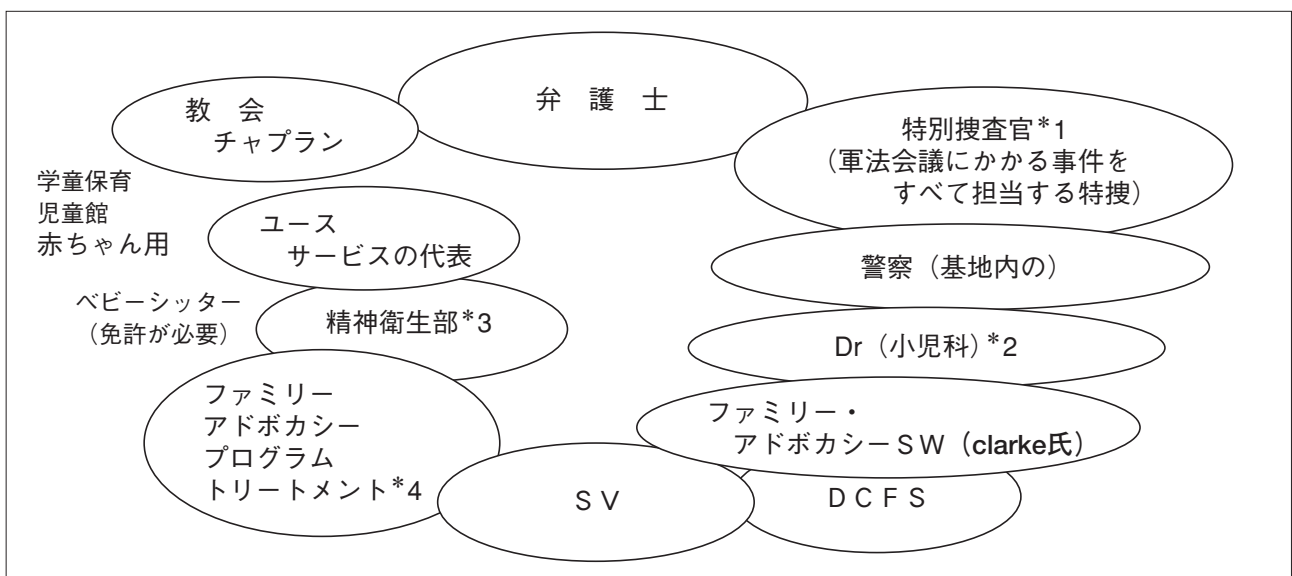 弁　護　士
教　会
チャプラン
特別捜査官*1
（軍法会議にかかる事件を
すべて担当する特捜）
学童保育
児童館
赤ちゃん用
ユース
サービスの代表
警察（基地内の）
ベビーシッター
（免許が必要）
精神衛生部*3
Dr（小児科）*2
ファミリー
アドボカシー
プログラム
トリートメント*4
ファミリー・
アドボカシーＳＷ（clarke氏）
ＳＶ
ＤＣＦＳ